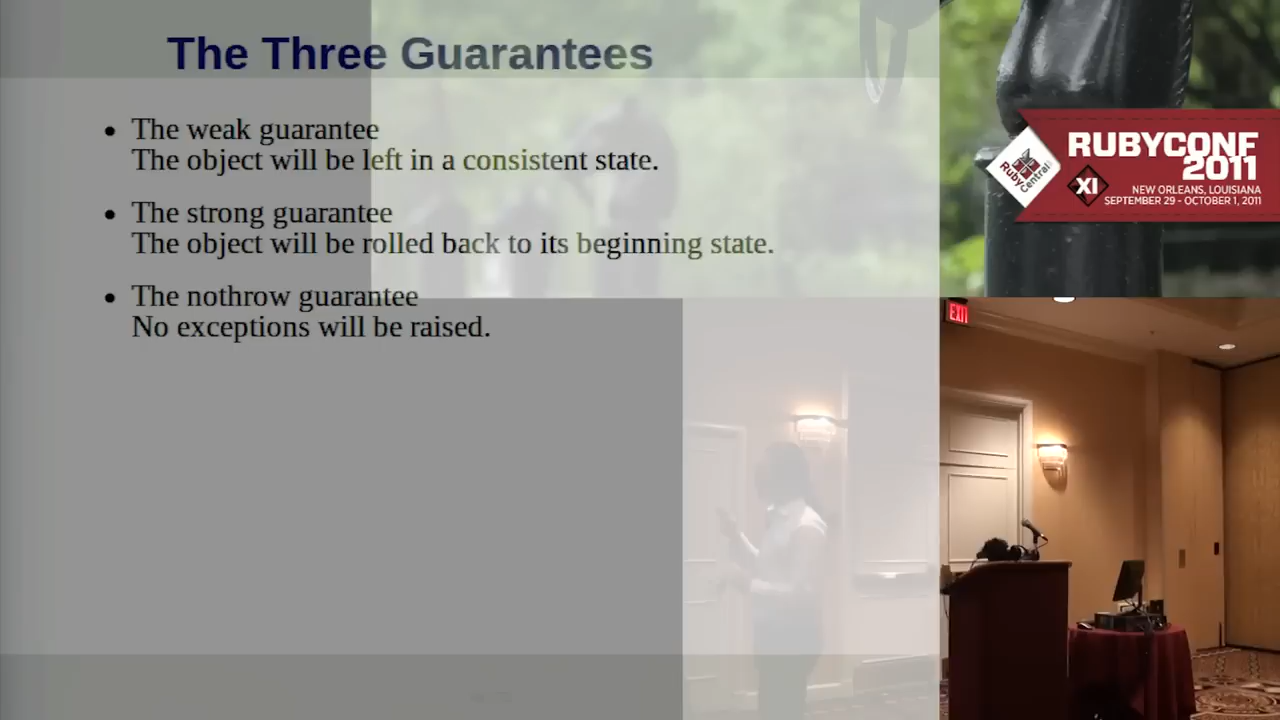 The Three Guarantees
The weak guarantee
The object will be left in a consistent state.
The strong guarantee
The object will be rolled back to its beginning state.
The nothrow guarantee
No exceptions will be raised.
RUBYCONF
2011
Ruby Central
XI
NEW ORLEANS, LOUISIANA
SEPTEMBER 29 - OCTOBER 1, 2011
EXIT